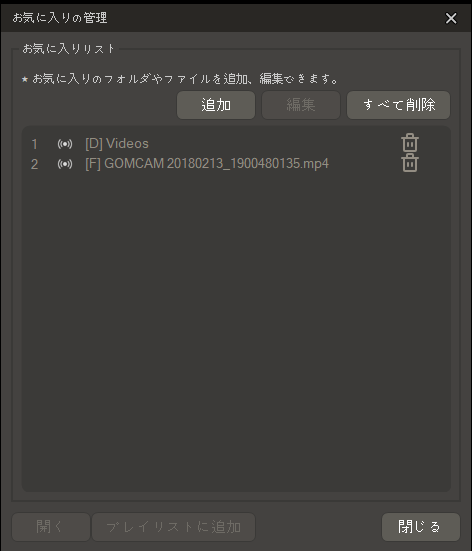 お気に入りの管理
お気に入りリスト
* お気に入りのフォルダやファイルを追加、編集できます。
追加 編集 すべて削除
1 [D] Videos
2 [F] GOMCAM 20180213_1900480135.mp4
開く プレイリストに追加 閉じる